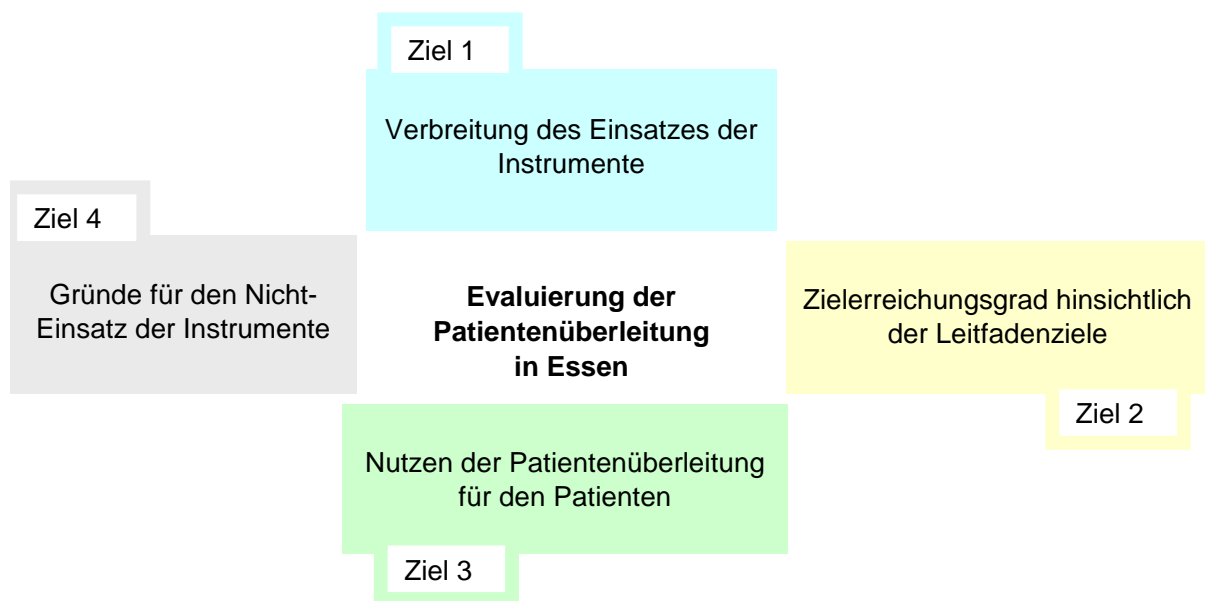 Ziel 1
Verbreitung des Einsatzes der
Instrumente
Ziel 4
Gründe für den Nicht-
Einsatz der Instrumente
Evaluierung der
Patientenüberleitung
in Essen
Zielerreichungsgrad hinsichtlich
der Leitfadenziele
Ziel 2
Nutzen der Patientenüberleitung
für den Patienten
Ziel 3